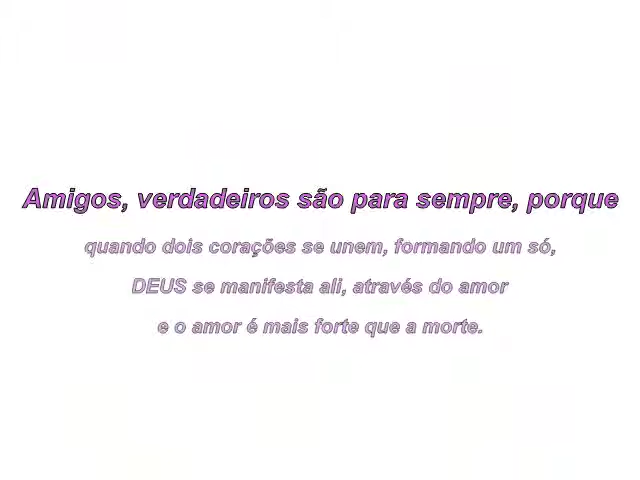 Amigos, verdadeiros são para sempre, porque
quando dois corações se unem, formando um só,
DEUS se manifesta ali, através do amor
e o amor é mais forte que a morte.